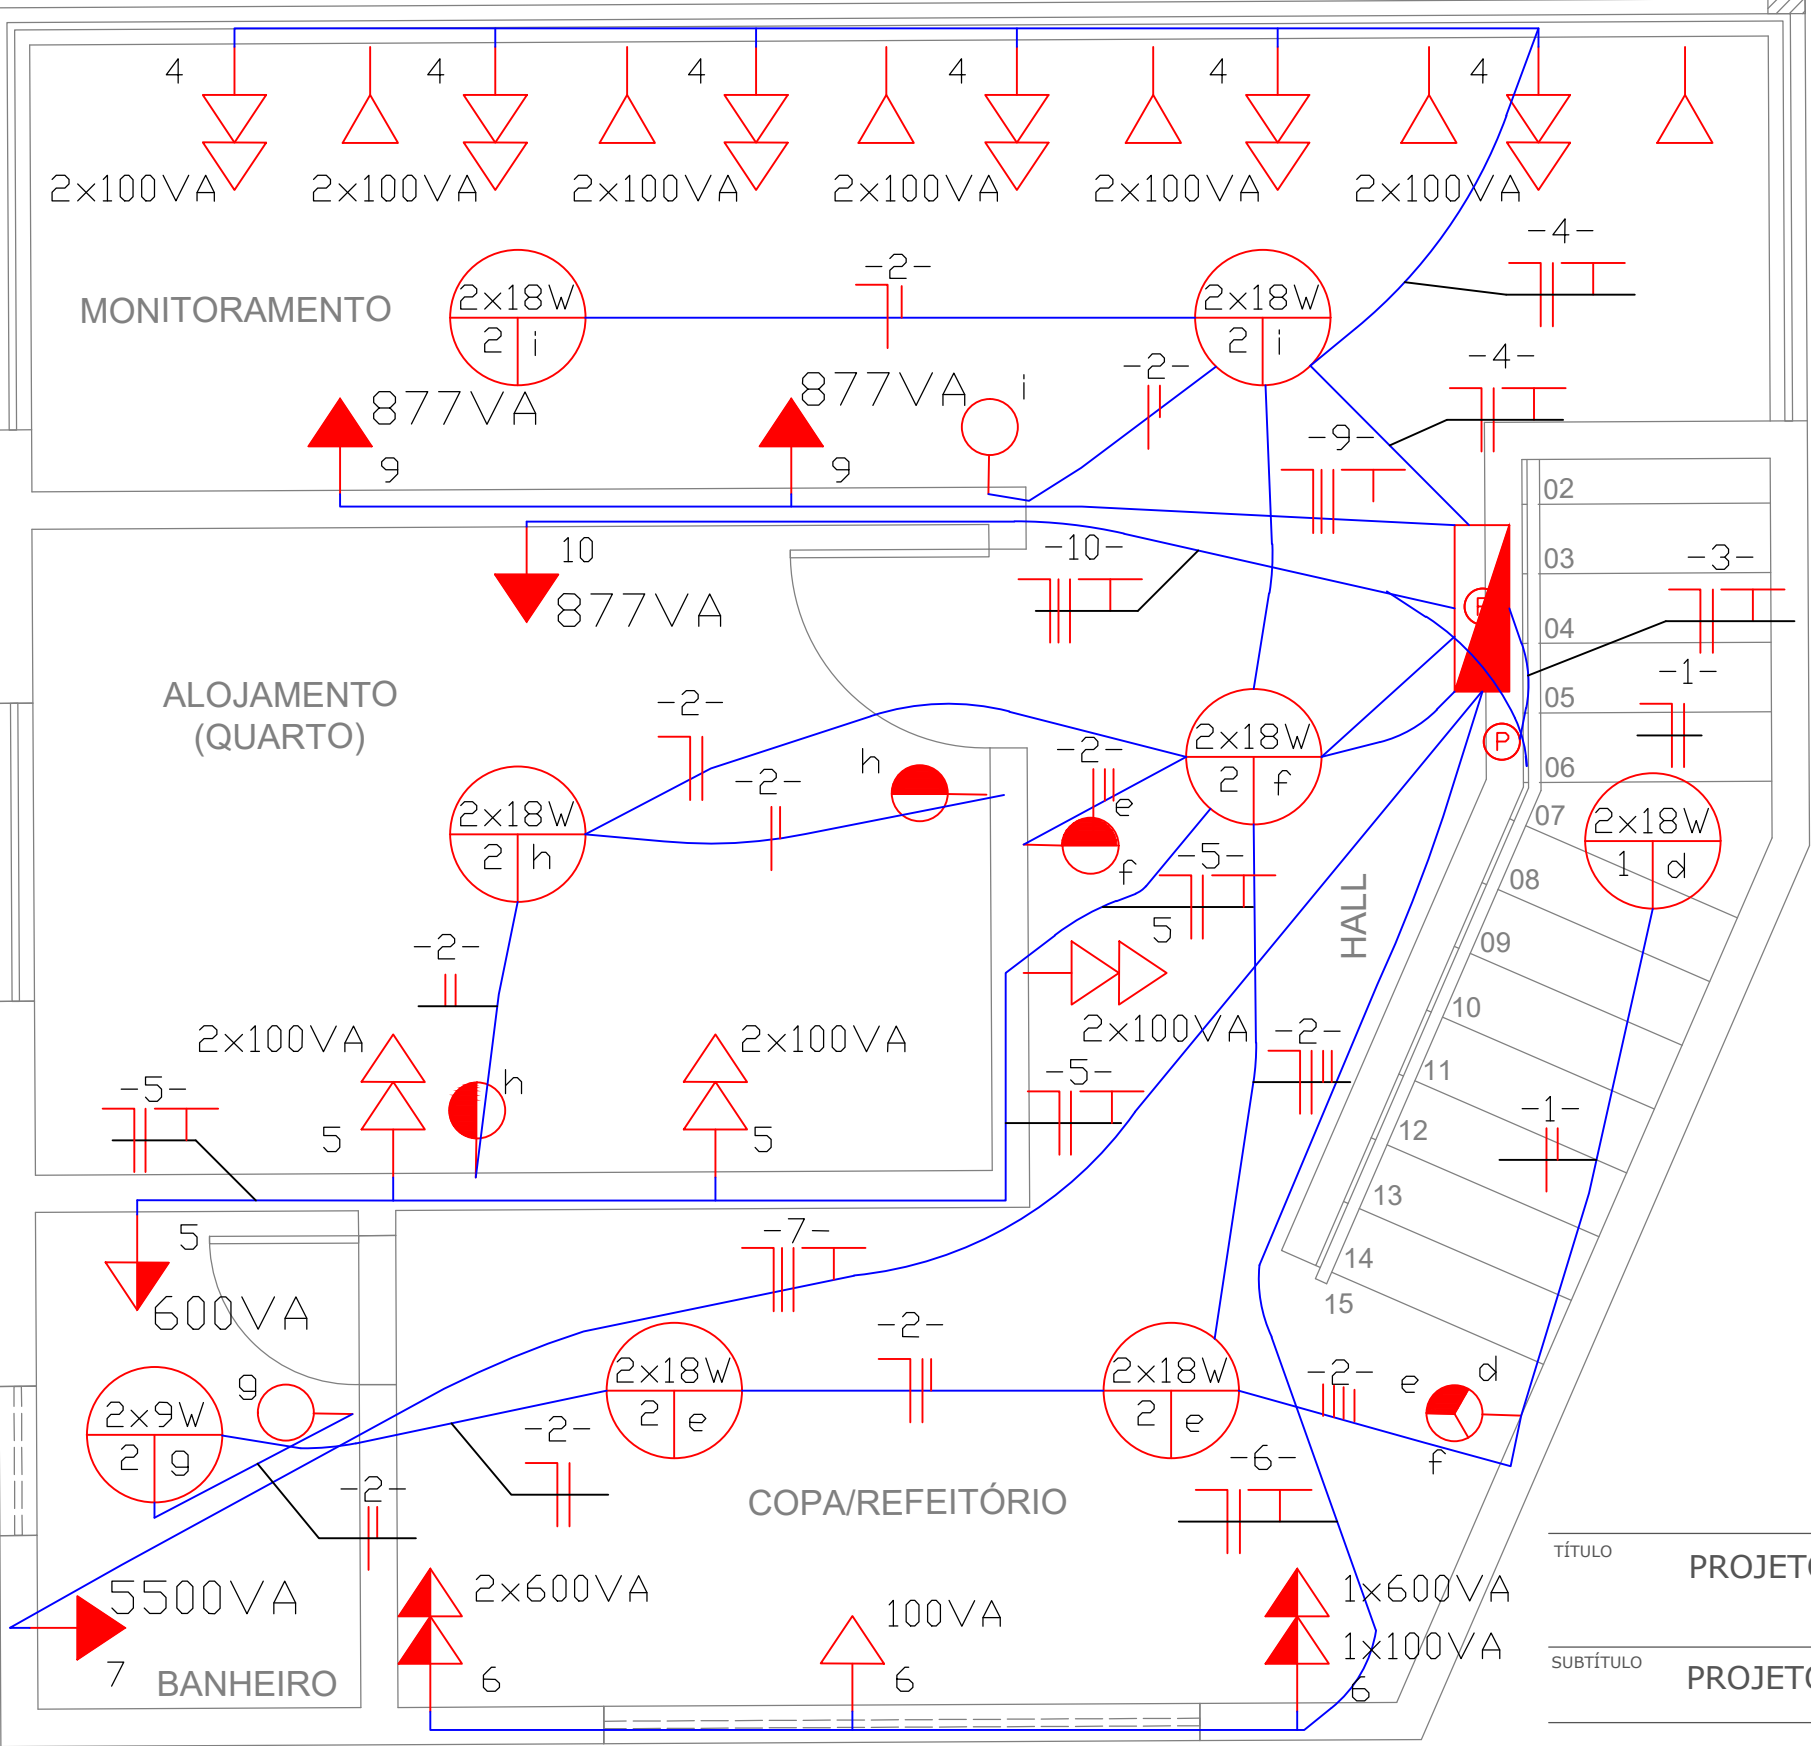 4 4 4 4 4 4
2x100VA 2x100VA 2x100VA 2x100VA 2x100VA 2x100VA
-4-
MONITORAMENTO
2x18W
2 i
-2-
2x18W
2 i
-4-
-2-
877VA
9
877VA
9
i
-9-
02
10
877VA
-10-
03
-3-
04
-1-
05
06
ALOJAMENTO
(QUARTO)
-2-
-2-
h
-2-
e
f
2x18W
2 f
P
2x18W
2 h
2x18W
1 d
07
08
-5-
5
HALL
09
-2-
10
2x100VA
2x100VA
2x100VA
-2-
11
-5-
h
5
5
-5-
-1-
12
13
5
-7-
14
15
600VA
-2-
2x18W
2 e
2x18W
2 e
-2-
e d
f
g
2x9W
2 g
-2-
-2-
-6-
COPA/REFEITÓRIO
TÍTULO
PROJETO
5500VA
7
2x600VA
6
100VA
6
1x600VA
1x100VA
6
BANHEIRO
SUBTÍTULO
PROJETO